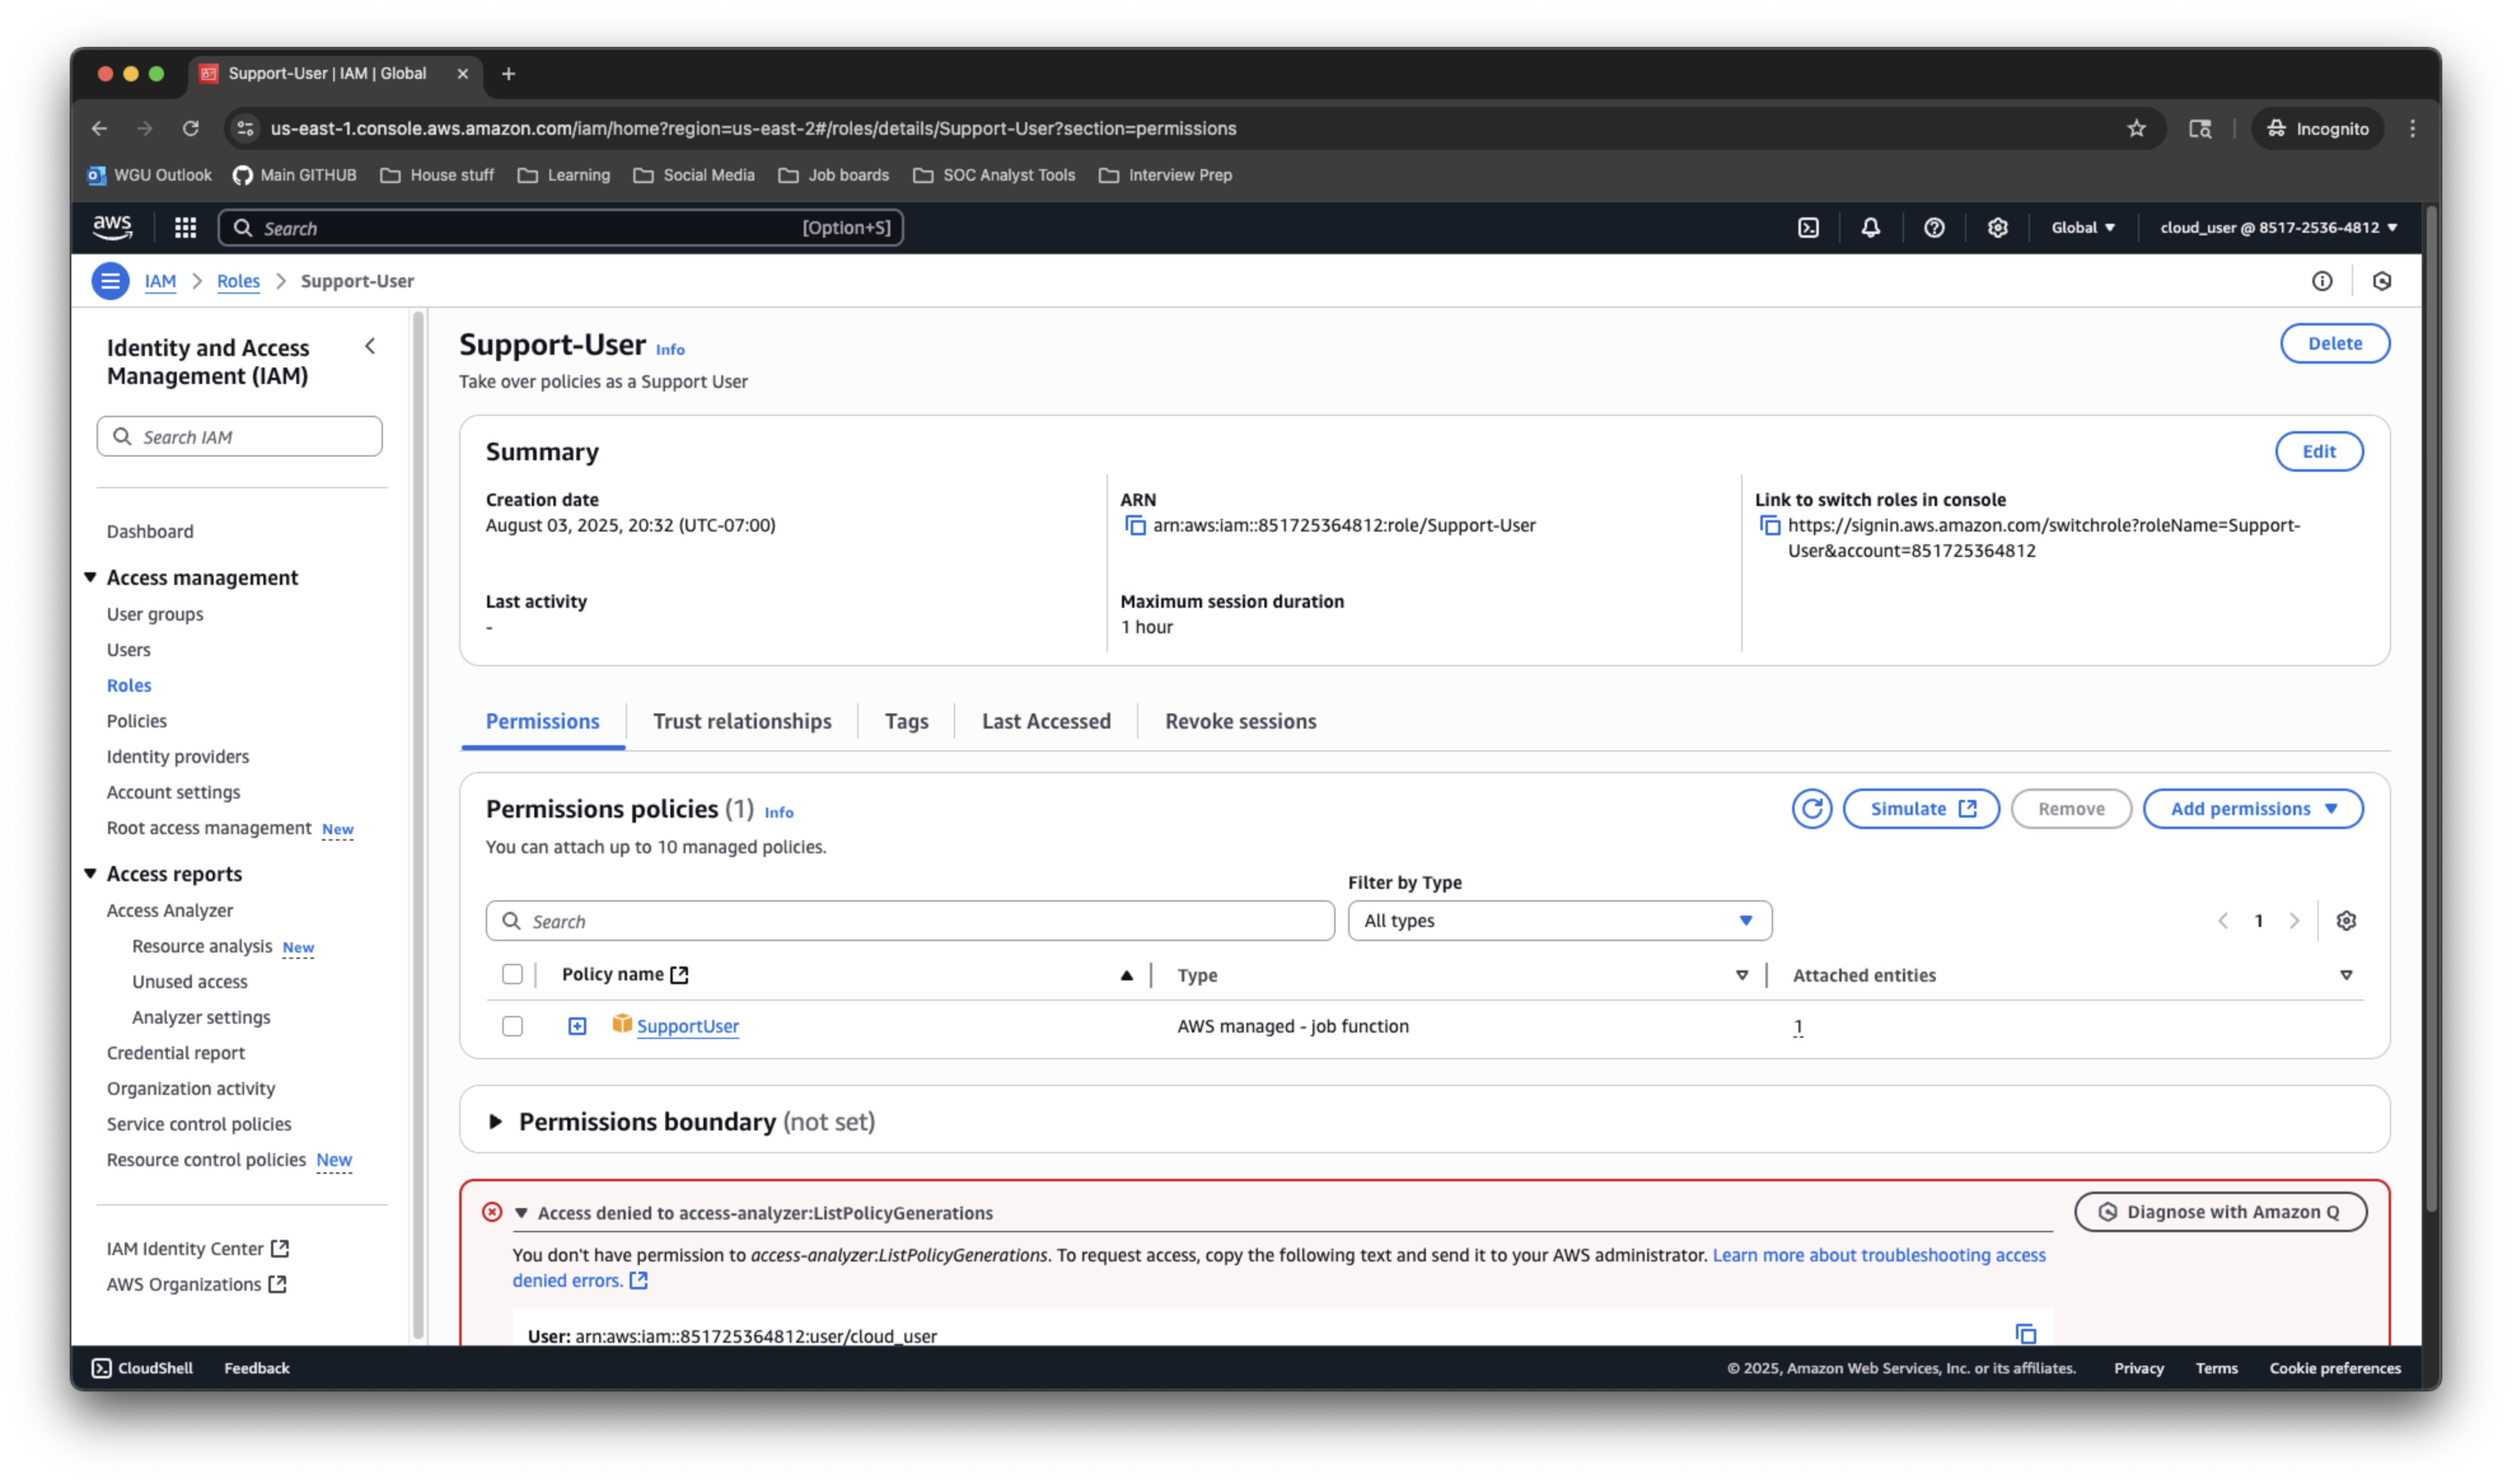 Support-User | IAM | Global
us-east-1.console.aws.amazon.com/iam/home?region=us-east-2#/roles/details/Support-User?section=permissions
Incognito
WGU Outlook
Main GITHUB
House stuff
Learning
Social Media
Job boards
SOC Analyst Tools
Interview Prep
aws
Search
[Option+S]
Global
cloud_user @ 8517-2536-4812
IAM
Roles
Support-User
Identity and Access
Management (IAM)
Search IAM
Dashboard
Access management
User groups
Users
Roles
Policies
Identity providers
Account settings
Root access management New
Access reports
Access Analyzer
Resource analysis New
Unused access
Analyzer settings
Credential report
Organization activity
Service control policies
Resource control policies New
IAM Identity Center
AWS Organizations
Support-User Info
Delete
Take over policies as a Support User
Summary
Edit
Creation date
August 03, 2025, 20:32 (UTC-07:00)
ARN
arn:aws:iam::851725364812:role/Support-User
Link to switch roles in console
https://signin.aws.amazon.com/switchrole?roleName=Support-
User&account=851725364812
Last activity
-
Maximum session duration
1 hour
Permissions
Trust relationships
Tags
Last Accessed
Revoke sessions
Permissions policies (1) Info
Simulate
Remove
Add permissions
You can attach up to 10 managed policies.
Filter by Type
Search
All types
1
Policy name
Type
Attached entities
SupportUser
AWS managed - job function
1
Permissions boundary (not set)
Access denied to access-analyzer:ListPolicyGenerations
Diagnose with Amazon Q
You don't have permission to access-analyzer:ListPolicyGenerations. To request access, copy the following text and send it to your AWS administrator. Learn more about troubleshooting access
denied errors.
User: arn:aws:iam::851725364812:user/cloud_user
CloudShell
Feedback
© 2025, Amazon Web Services, Inc. or its affiliates.
Privacy
Terms
Cookie preferences